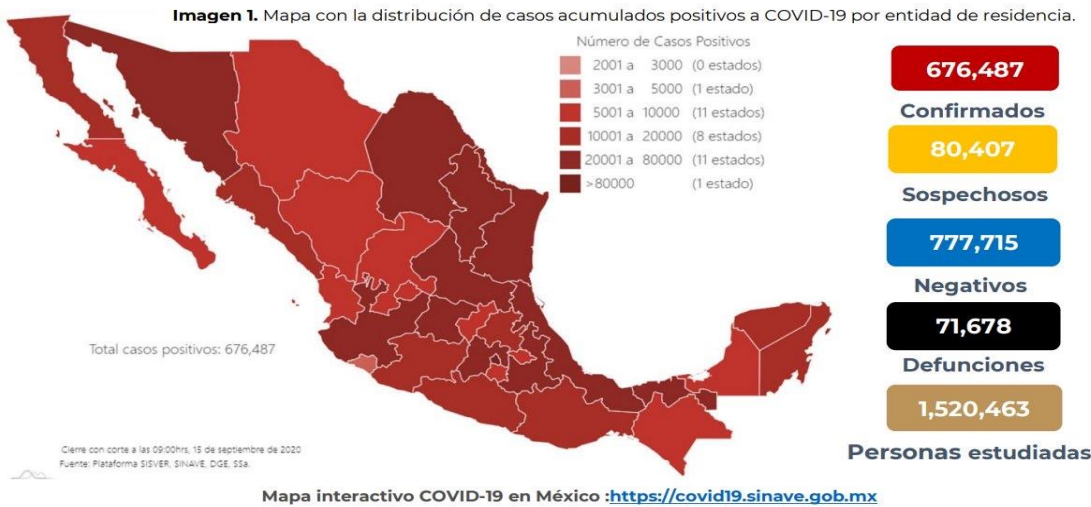 Imagen 1. Mapa con la distribución de casos acumulados positivos a COVID-19 por entidad de residencia.
Número de Casos Positivos
2001 a 3000 (0 estados)
3001 a 5000 (1 estado)
5001 a 10000 (11 estados)
10001 a 20000 (8 estados)
20001 a 80000 (11 estados)
>80000 (1 estado)
676,487
Confirmados
80,407
Sospechosos
777,715
Negativos
71,678
Defunciones
1,520,463
Personas estudiadas
Total casos positivos: 676,487
Cierre con corte a las 09:00hrs, 15 de septiembre de 2020
Fuente: Plataforma SISVER, SINAVE, DGE, SSa.
Mapa interactivo COVID-19 en México :https://covid19.sinave.gob.mx